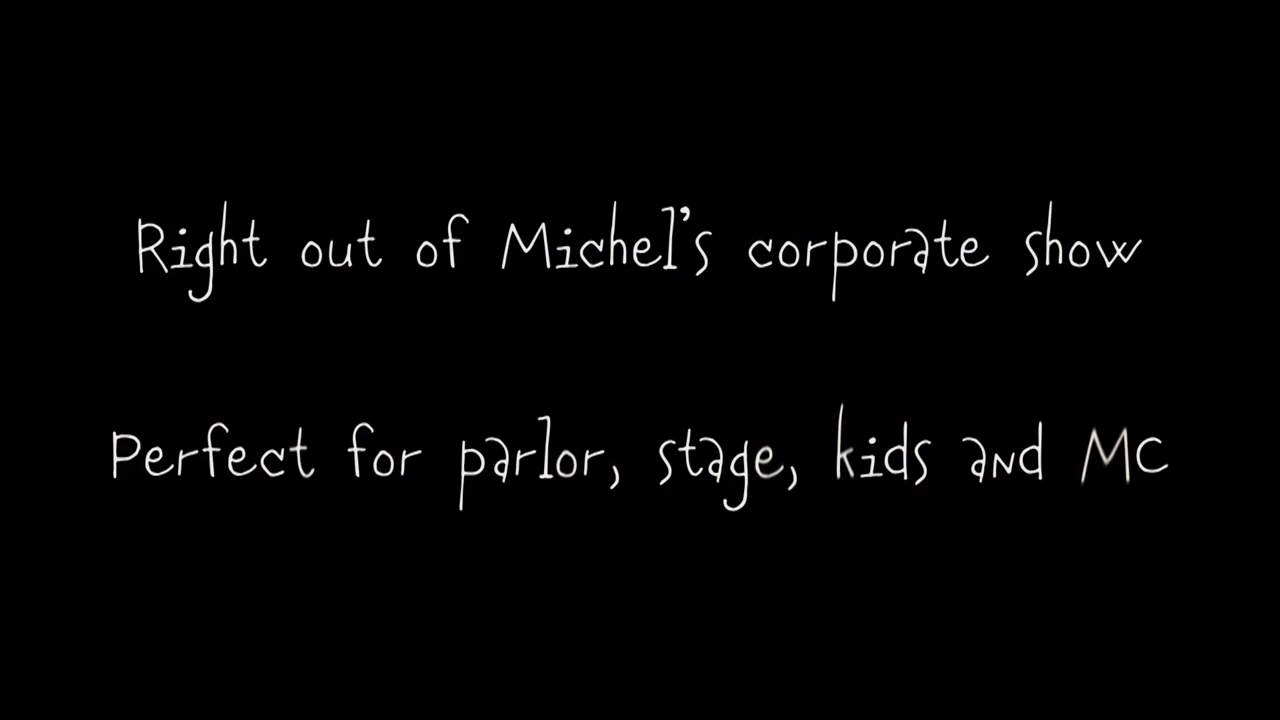 Right out of Michel's corporate show
Perfect for parlor, stage, kids and MC